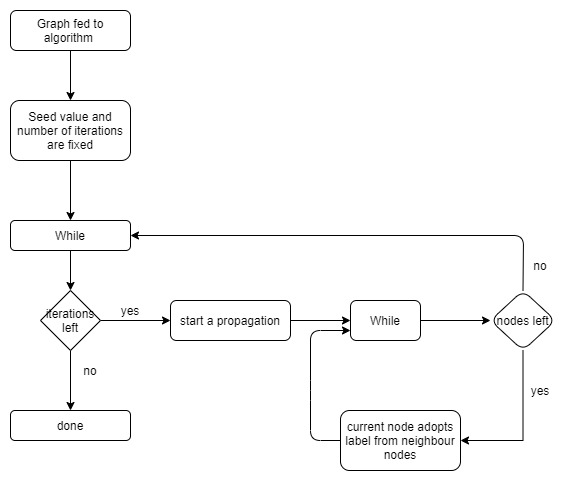 Graph fed to
algorithm
Seed value and
number of iterations
are fixed
While
iterations
left
yes
start a propagation
While
nodes left
no
yes
no
done
current node adopts
label from neighbour
nodes